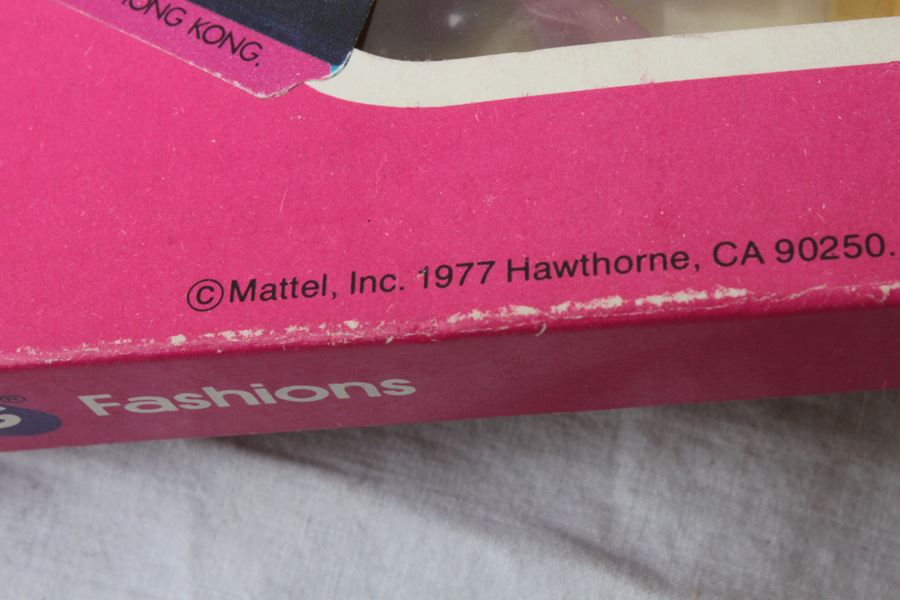 HONG KONG.
©Mattel, Inc. 1977 Hawthorne, CA 90250.
® Fashions